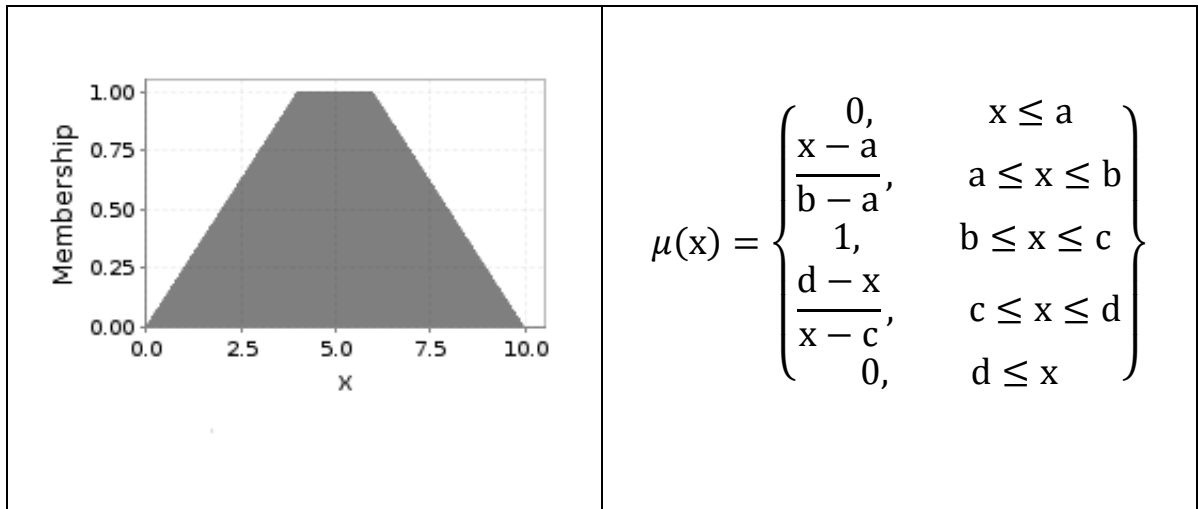 1.00
0.75
0.50
0.25
0.00
Membership
0.0 2.5 5.0 7.5 10.0
x
μ(x) = {
0, x ≤ a
(x − a)/(b − a), a ≤ x ≤ b
1, b ≤ x ≤ c
(d − x)/(x − c), c ≤ x ≤ d
0, d ≤ x
}